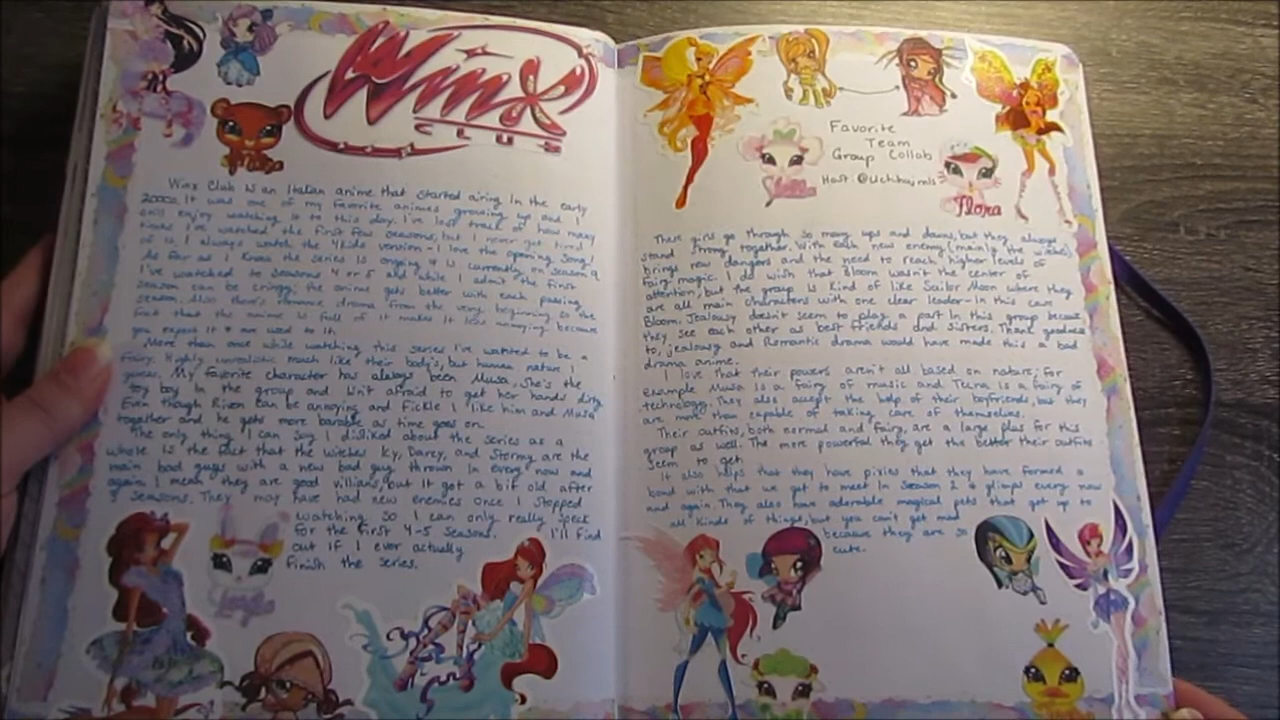 Winx
CLUB
Winx Club is an Italian anime that started airing in the early
2000s. It was one of my favorite animes growing up and
still enjoy watching it to this day. I've lost track of how many
times I've watched the first few seasons, but I never get tired
of it. I always watch the 4Kids version & love the opening song!
As far as I know the series is ongoing & is currently on season
I've watched to seasons 4 or 5 and while I admit the first
season can be cringy; the anime gets better with each passing
season. Also there's romance drama from the very beginning so the
fact that the anime is full of it makes it less annoying because
you expect it & are used to it.
More than once while watching this series I've wanted to be a
fairy. Highly unrealistic much like their body's, but human nature I
guess. My favorite character has always been Musa. She's the
toy boy in the group and isn't afraid to get her hands dirty.
Even though Riven can be annoying and fickle I like him and Musa
together and he gets more barable as time goes on.
The only thing I can say I disliked about the series as a
whole is the fact that the witches Icy, Darcy, and Stormy are the
main bad guys with a new bad guy thrown in every now and
again. I mean they are good villians, but it got a bit old after
seasons. They may have had new enemies once I stopped
watching so I can only really speak
for the first 4-5 seasons. I'll find
out if I ever actually
finish the series.
Favorite
Team
Group Collab
Host:
Flora
These girls go through so many ups and downs, but they always
stand strong together. With each new enemy (mainly the witches)
brings new dangers and the need to reach higher levels of
fairy magic. I do wish that Bloom wasn't the center of
attention, but the group is kind of like Sailor Moon where they
are all main characters with one clear leader-in this case
Bloom. Jealousy doesn't seem to play a part in this group because
they see each other as best friends and sisters. Thank goodness
to, jealousy and Romantic drama would have made this a bad
drama anime.
I love that their powers aren't all based on nature; for
example Musa is a fairy of music and Tecna is a fairy of
technology. They also accept the help of their boyfriends, but they
are more than capable of taking care of themselves.
Their outfits, both normal and fairy, are a large plus for this
group as well. The more powerful they get the better their outfits
seem to get.
It also helps that they have pixies that they have formed a
bond with that we get to meet in season 2 & glimps every now
and again. They also have adorable magical pets that get up to
all kinds of things, but you can't get mad
because they are so
cute.